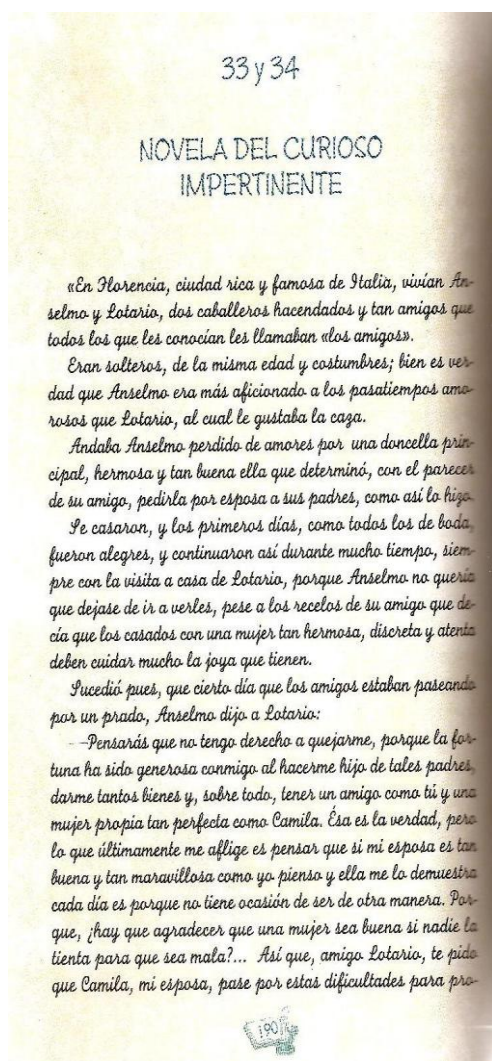 33 y 34
NOVELA DEL CURIOSO
IMPERTINENTE
«En Florencia, ciudad rica y famosa de Italia, vivían An-
selmo y Lotario, dos caballeros hacendados y tan amigos que
todos los que les conocían les llamaban «los amigos».
Eran solteros, de la misma edad y costumbres; bien es ver-
dad que Anselmo era más aficionado a los pasatiempos amo-
rosos que Lotario, al cual le gustaba la caza.
Andaba Anselmo perdido de amores por una doncella prin-
cipal, hermosa y tan buena ella que determinó, con el parecer
de su amigo, pedirla por esposa a sus padres, como así lo hizo.
Se casaron, y los primeros días, como todos los de boda,
fueron alegres, y continuaron así durante mucho tiempo, siem-
pre con la visita a casa de Lotario, porque Anselmo no quería
que dejase de ir a verles, pese a los recelos de su amigo que de-
cía que los casados con una mujer tan hermosa, discreta y atenta
deben cuidar mucho la joya que tienen.
Sucedió pues, que cierto día que los amigos estaban paseando
por un prado, Anselmo dijo a Lotario:
--Pensarás que no tengo derecho a quejarme, porque la for-
tuna ha sido generosa conmigo al hacerme hijo de tales padres,
darme tantos bienes y, sobre todo, tener un amigo como tú y una
mujer propia tan perfecta como Camila. Ésa es la verdad, pero
lo que últimamente me aflige es pensar que si mi esposa es tan
buena y tan maravillosa como yo pienso y ella me lo demuestra
cada día es porque no tiene ocasión de ser de otra manera. Por-
que, ¿hay que agradecer que una mujer sea buena si nadie la
tienta para que sea mala?... Así que, amigo Lotario, te pido
que Camila, mi esposa, pase por estas dificultades para pro-
190